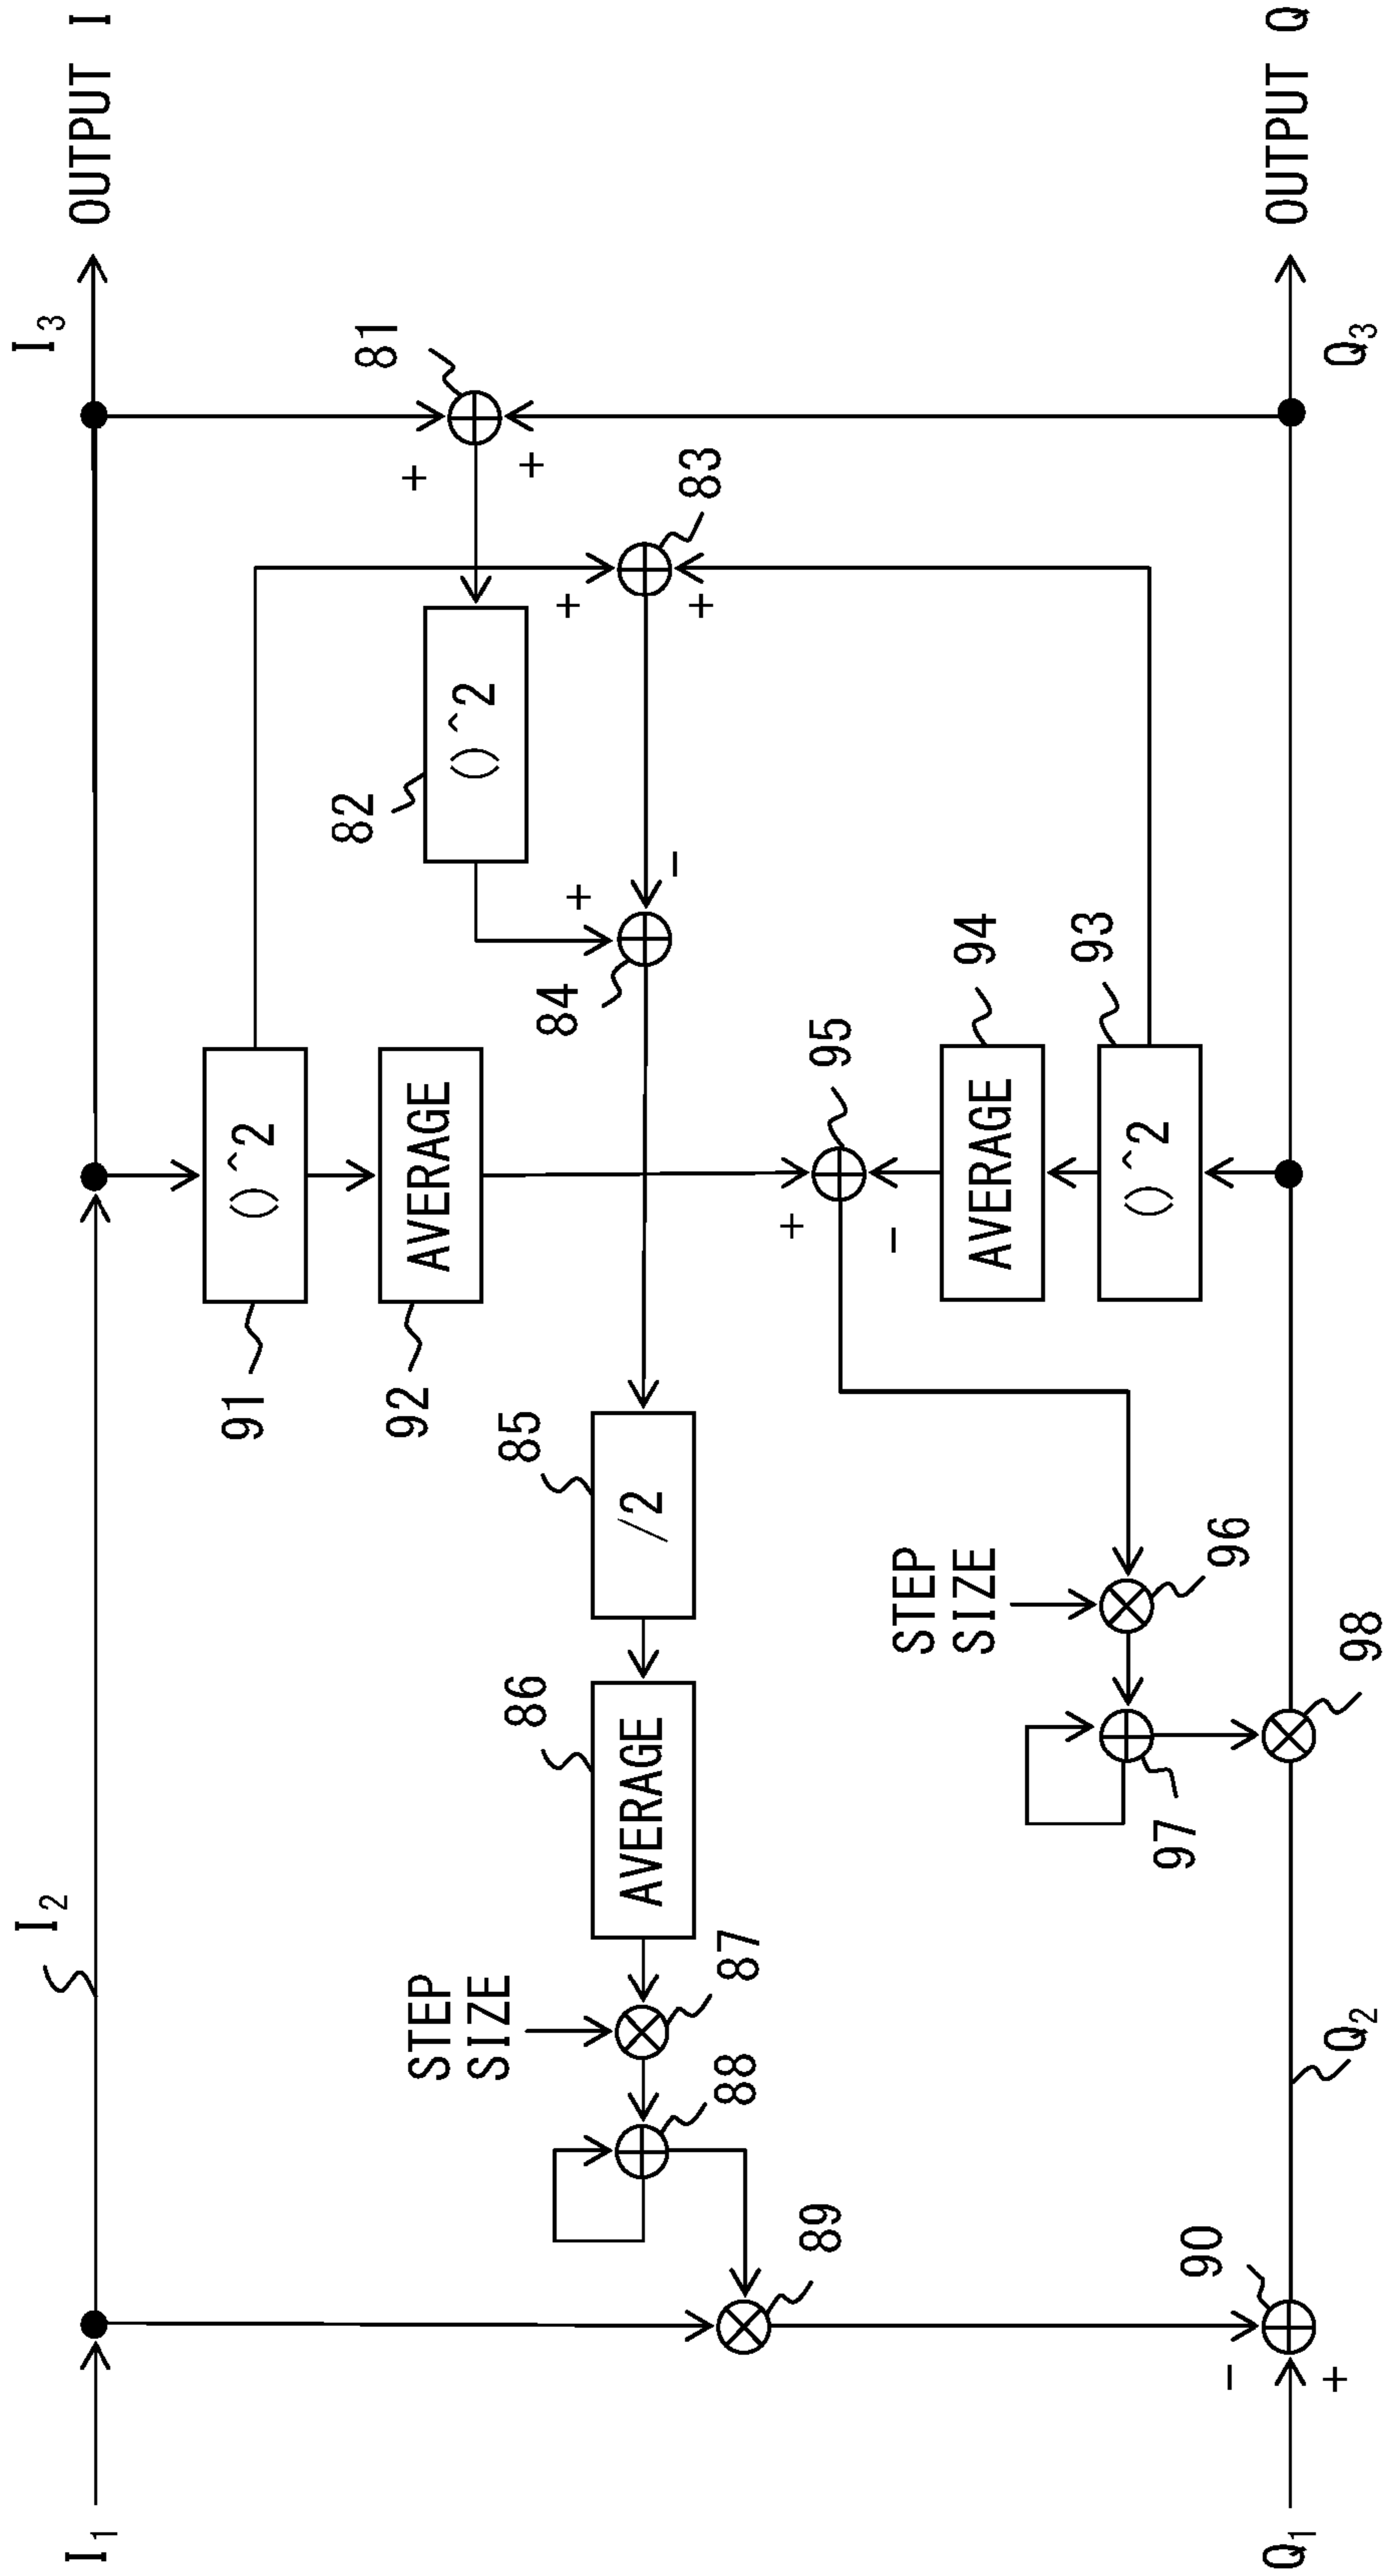 I1
I2
I3
OUTPUT I
91
()^2
92
AVERAGE
82
()^2
81
+
+
83
+
+
84
+
-
STEP
SIZE
87
88
89
86
AVERAGE
85
/2
95
+
-
94
AVERAGE
93
()^2
STEP
SIZE
96
97
98
90
-
+
Q1
Q2
Q3
OUTPUT Q